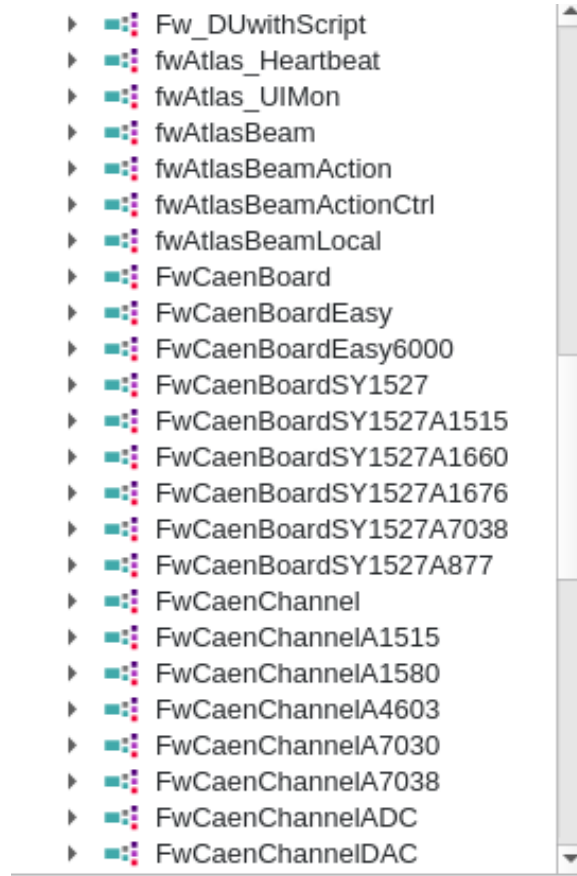 Fw_DUwithScript
fwAtlas_Heartbeat
fwAtlas_UIMon
fwAtlasBeam
fwAtlasBeamAction
fwAtlasBeamActionCtrl
fwAtlasBeamLocal
FwCaenBoard
FwCaenBoardEasy
FwCaenBoardEasy6000
FwCaenBoardSY1527
FwCaenBoardSY1527A1515
FwCaenBoardSY1527A1660
FwCaenBoardSY1527A1676
FwCaenBoardSY1527A7038
FwCaenBoardSY1527A877
FwCaenChannel
FwCaenChannelA1515
FwCaenChannelA1580
FwCaenChannelA4603
FwCaenChannelA7030
FwCaenChannelA7038
FwCaenChannelADC
FwCaenChannelDAC